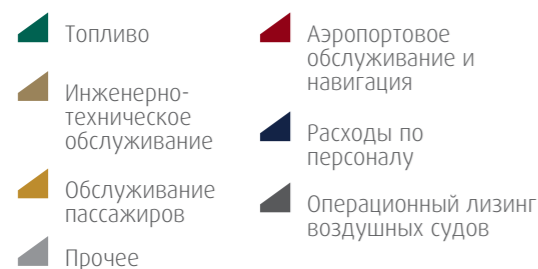 Топливо
Инженерно-
техническое
обслуживание
Обслуживание
пассажиров
Прочее
Аэропортовое
обслуживание и
навигация
Расходы по
персоналу
Операционный лизинг
воздушных судов